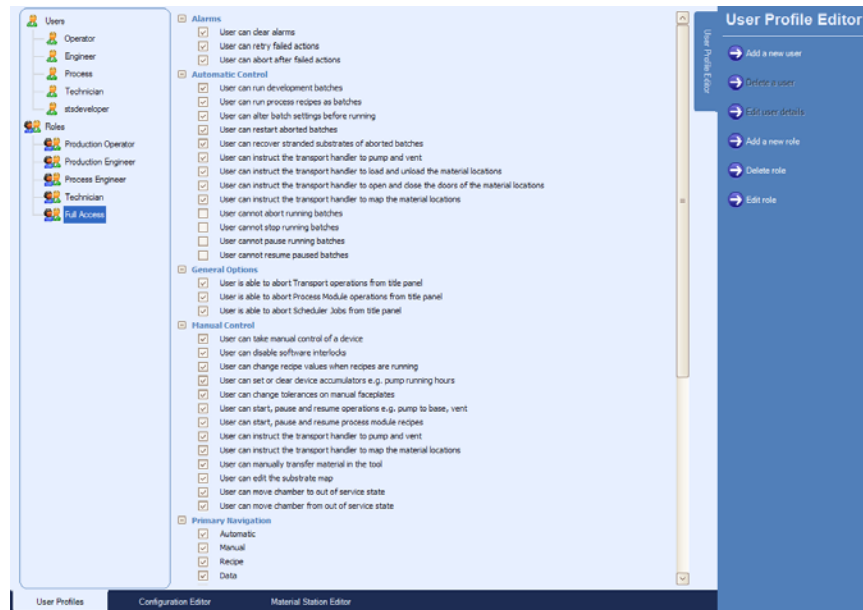 Users
Operator
Engineer
Process
Technician
stsdeveloper
Roles
Production Operator
Production Engineer
Process Engineer
Technician
Full Access
Alarms
User can clear alarms
User can retry failed actions
User can abort after failed actions
Automatic Control
User can run development batches
User can run process recipes as batches
User can alter batch settings before running
User can restart aborted batches
User can recover stranded substrates of aborted batches
User can instruct the transport handler to pump and vent
User can instruct the transport handler to load and unload the material locations
User can instruct the transport handler to open and close the doors of the material locations
User can instruct the transport handler to map the material locations
User cannot abort running batches
User cannot stop running batches
User cannot pause running batches
User cannot resume paused batches
General Options
User is able to abort Transport operations from title panel
User is able to abort Process Module operations from title panel
User is able to abort Scheduler Jobs from title panel
Manual Control
User can take manual control of a device
User can disable software interlocks
User can change recipe values when recipes are running
User can set or clear device accumulators e.g. pump running hours
User can change tolerances on manual faceplates
User can start, pause and resume operations e.g. pump to base, vent
User can start, pause and resume process module recipes
User can instruct the transport handler to pump and vent
User can instruct the transport handler to map the material locations
User can manually transfer material in the tool
User can edit the substrate map
User can move chamber to out of service state
User can move chamber from out of service state
Primary Navigation
Automatic
Manual
Recipe
Data
User Profile Editor
User Profile Editor
Add a new user
Delete a user
Edit user details
Add a new role
Delete role
Edit role
User Profiles
Configuration Editor
Material Station Editor